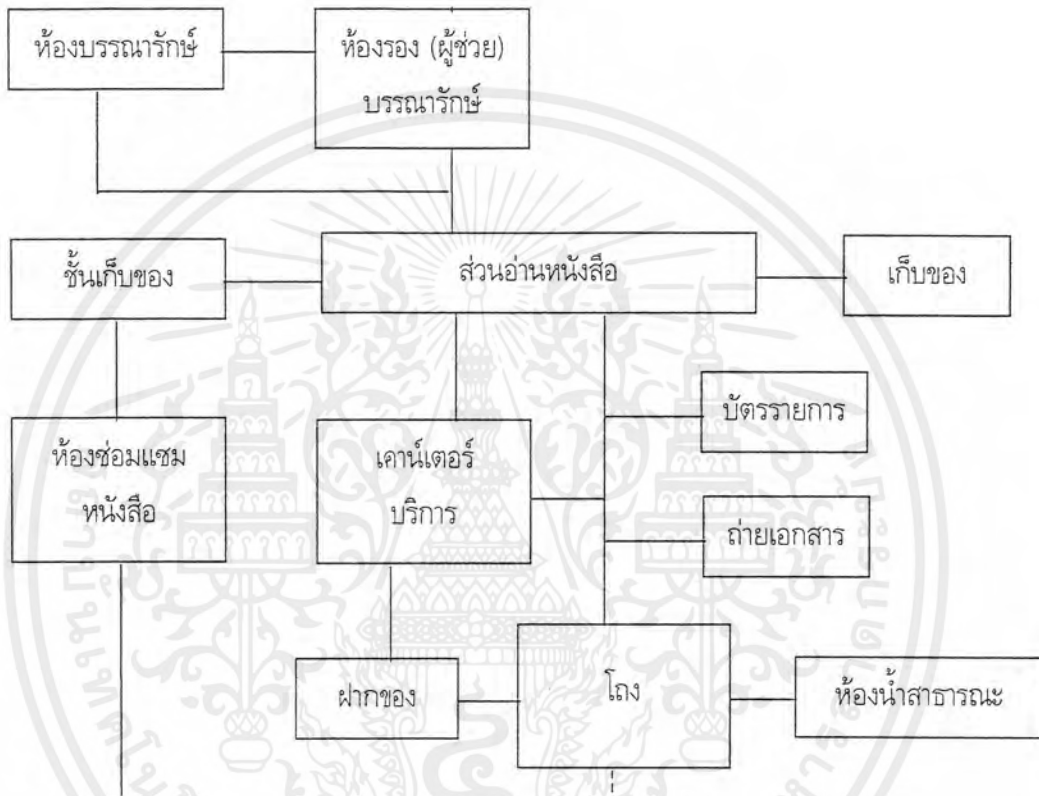 ห้องบรรณารักษ์
ห้องรอง (ผู้ช่วย)
บรรณารักษ์
ชั้นเก็บของ
ส่วนอ่านหนังสือ
เก็บของ
บัตรรายการ
ห้องซ่อมแซม
หนังสือ
เคาน์เตอร์
บริการ
ถ่ายเอกสาร
ฝากของ
โถง
ห้องน้ำสาธารณะ